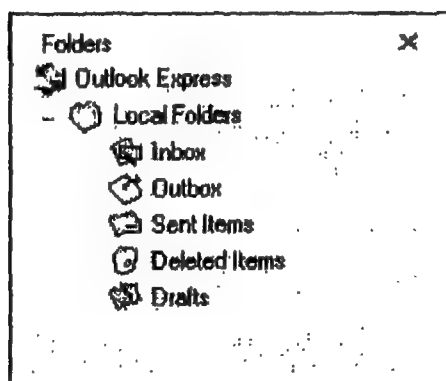 Folders
Outlook Express
Local Folders
Inbox
Outbox
Sent Items
Deleted Items
Drafts